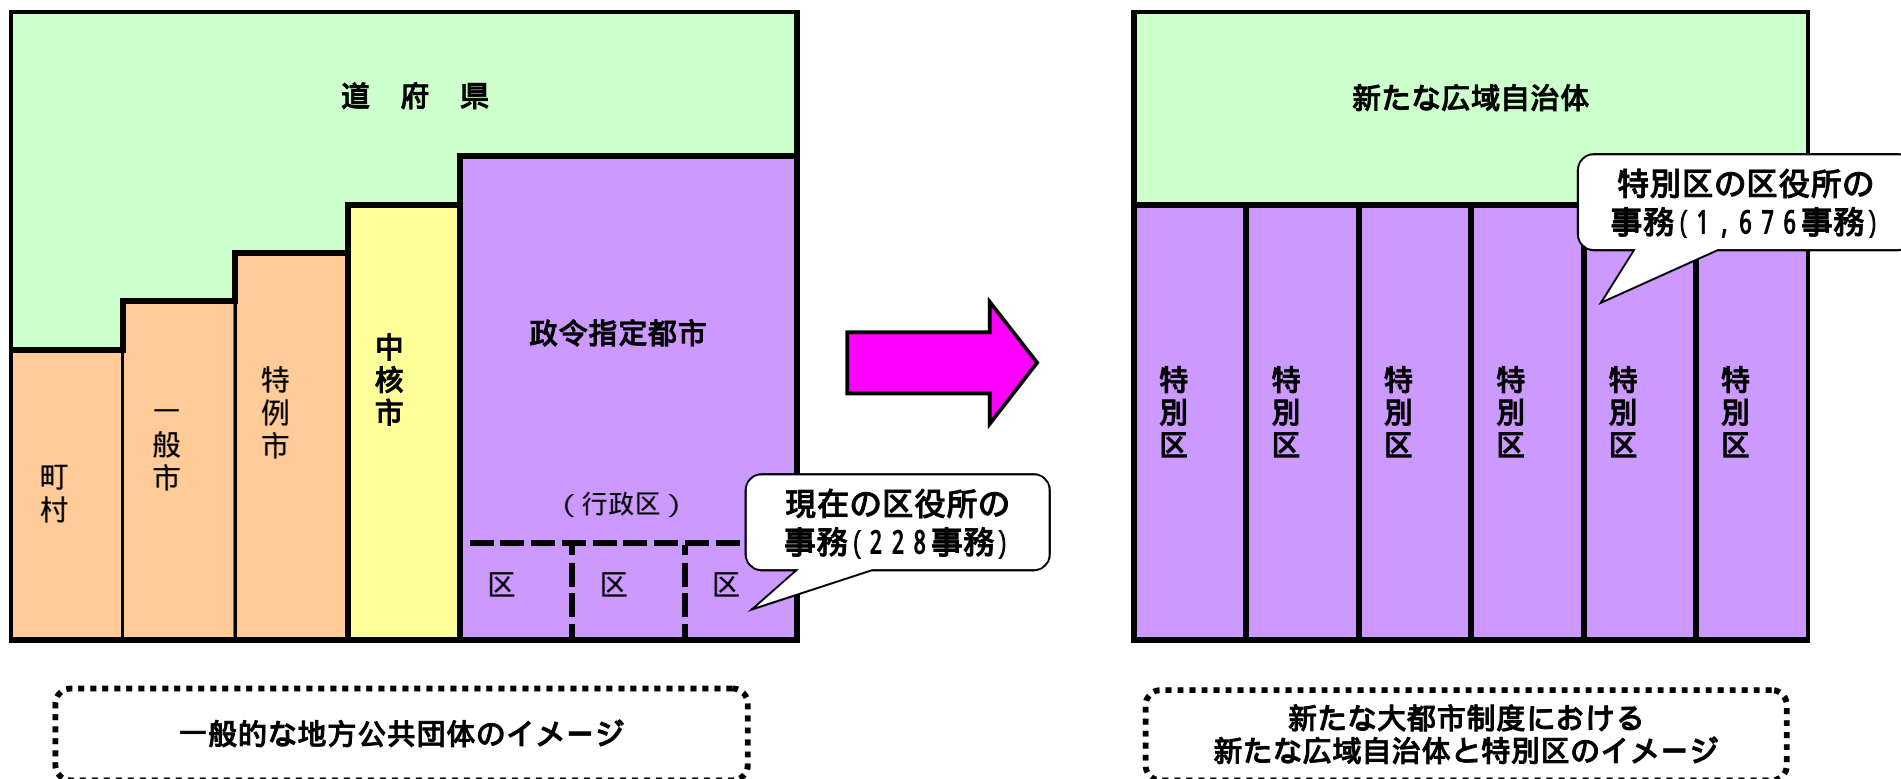 道　府　県
政令指定都市
中核市
特例市
一般市
町村
（行政区）
区
区
区
現在の区役所の
事務(228事務)
一般的な地方公共団体のイメージ
新たな広域自治体
特別区の区役所の
事務(1,676事務)
特別区
特別区
特別区
特別区
特別区
特別区
新たな大都市制度における
新たな広域自治体と特別区のイメージ